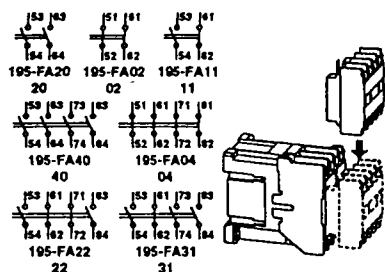 53 63 51 61 53 61
54 64 52 62 54 62
195-FA20 195-FA02 195-FA11
20 02 11
53 63 73 83 51 61 71 81
54 64 74 84 52 62 72 82
195-FA40 195-FA04
40 04
53 61 71 83 53 61 73 83
54 62 72 84 54 62 74 84
195-FA22 195-FA31
22 31